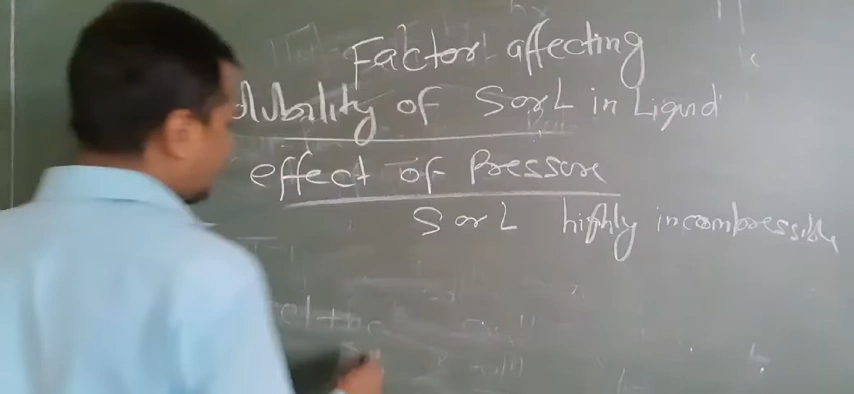 Factor affecting
olubility of S or L in Liquid
effect of Pressure
S or L highly incompressible